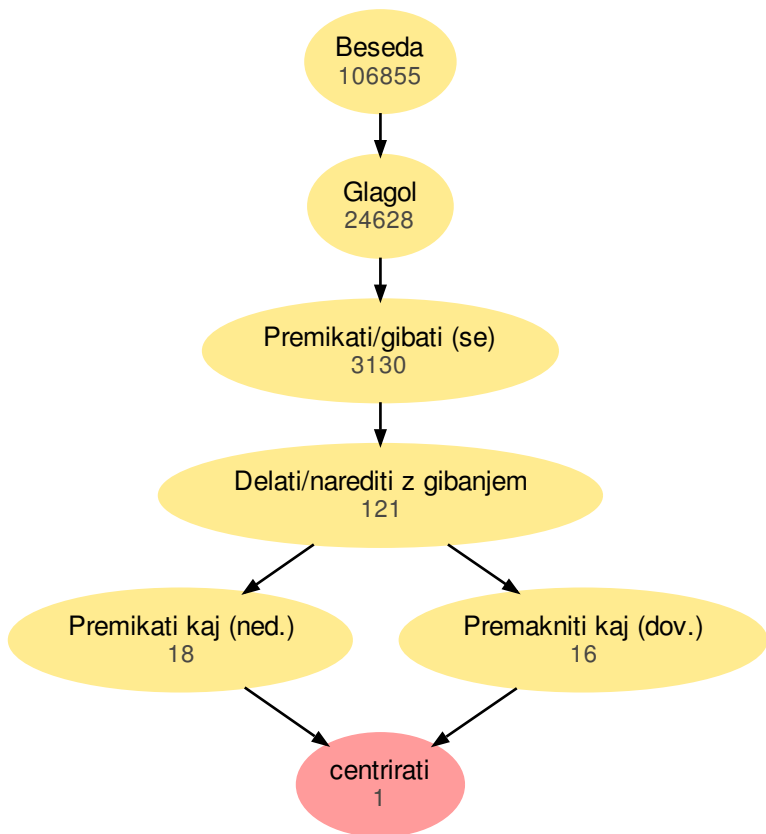 Beseda
106855
Glagol
24628
Premikati/gibati (se)
3130
Delati/narediti z gibanjem
121
Premikati kaj (ned.)
18
Premakniti kaj (dov.)
16
centrirati
1